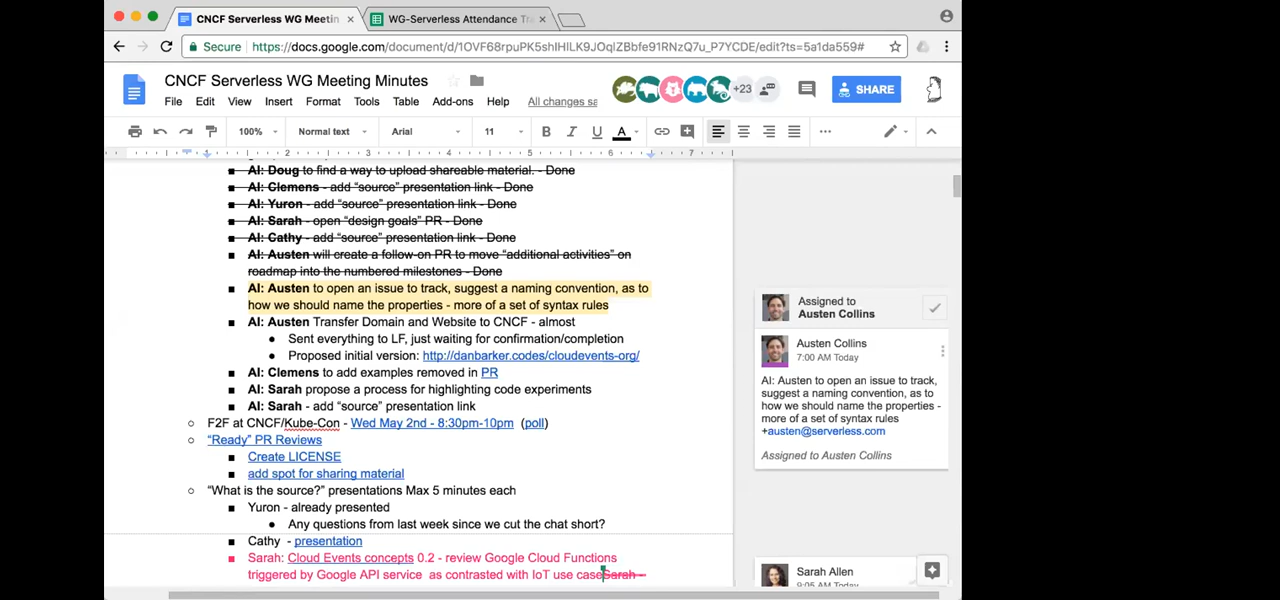 CNCF Serverless WG Meetin
WG-Serverless Attendance Tr
Secure
https://docs.google.com/document/d/1OVF68rpuPK5shIHILK9JOqlZBbfe91RNzQ7u_P7YCDE/edit?ts=5a1da559#
CNCF Serverless WG Meeting Minutes
+23
SHARE
File Edit View Insert Format Tools Table Add-ons Help All changes sa
100% Normal text Arial 11 B I U A
1 2 3 4 5 6 7
AI: Doug to find a way to upload shareable material. - Done
AI: Clemens - add “source” presentation link - Done
AI: Yuron - add “source” presentation link - Done
AI: Sarah - open “design goals” PR - Done
AI: Cathy - add “source” presentation link - Done
AI: Austen will create a follow-on PR to move “additional activities” on
roadmap into the numbered milestones - Done
AI: Austen to open an issue to track, suggest a naming convention, as to
how we should name the properties - more of a set of syntax rules
AI: Austen Transfer Domain and Website to CNCF - almost
Sent everything to LF, just waiting for confirmation/completion
Proposed initial version: http://danbarker.codes/cloudevents-org/
AI: Clemens to add examples removed in PR
AI: Sarah propose a process for highlighting code experiments
AI: Sarah - add “source” presentation link
F2F at CNCF/Kube-Con - Wed May 2nd - 8:30pm-10pm (poll)
“Ready” PR Reviews
Create LICENSE
add spot for sharing material
“What is the source?” presentations Max 5 minutes each
Yuron - already presented
Any questions from last week since we cut the chat short?
Cathy - presentation
Sarah: Cloud Events concepts 0.2 - review Google Cloud Functions
triggered by Google API service as contrasted with IoT use caseSarah -
Assigned to
Austen Collins
Austen Collins
7:00 AM Today
AI: Austen to open an issue to track,
suggest a naming convention, as to
how we should name the properties -
more of a set of syntax rules
+austen@serverless.com
Assigned to Austen Collins
Sarah Allen
9:05 AM Today